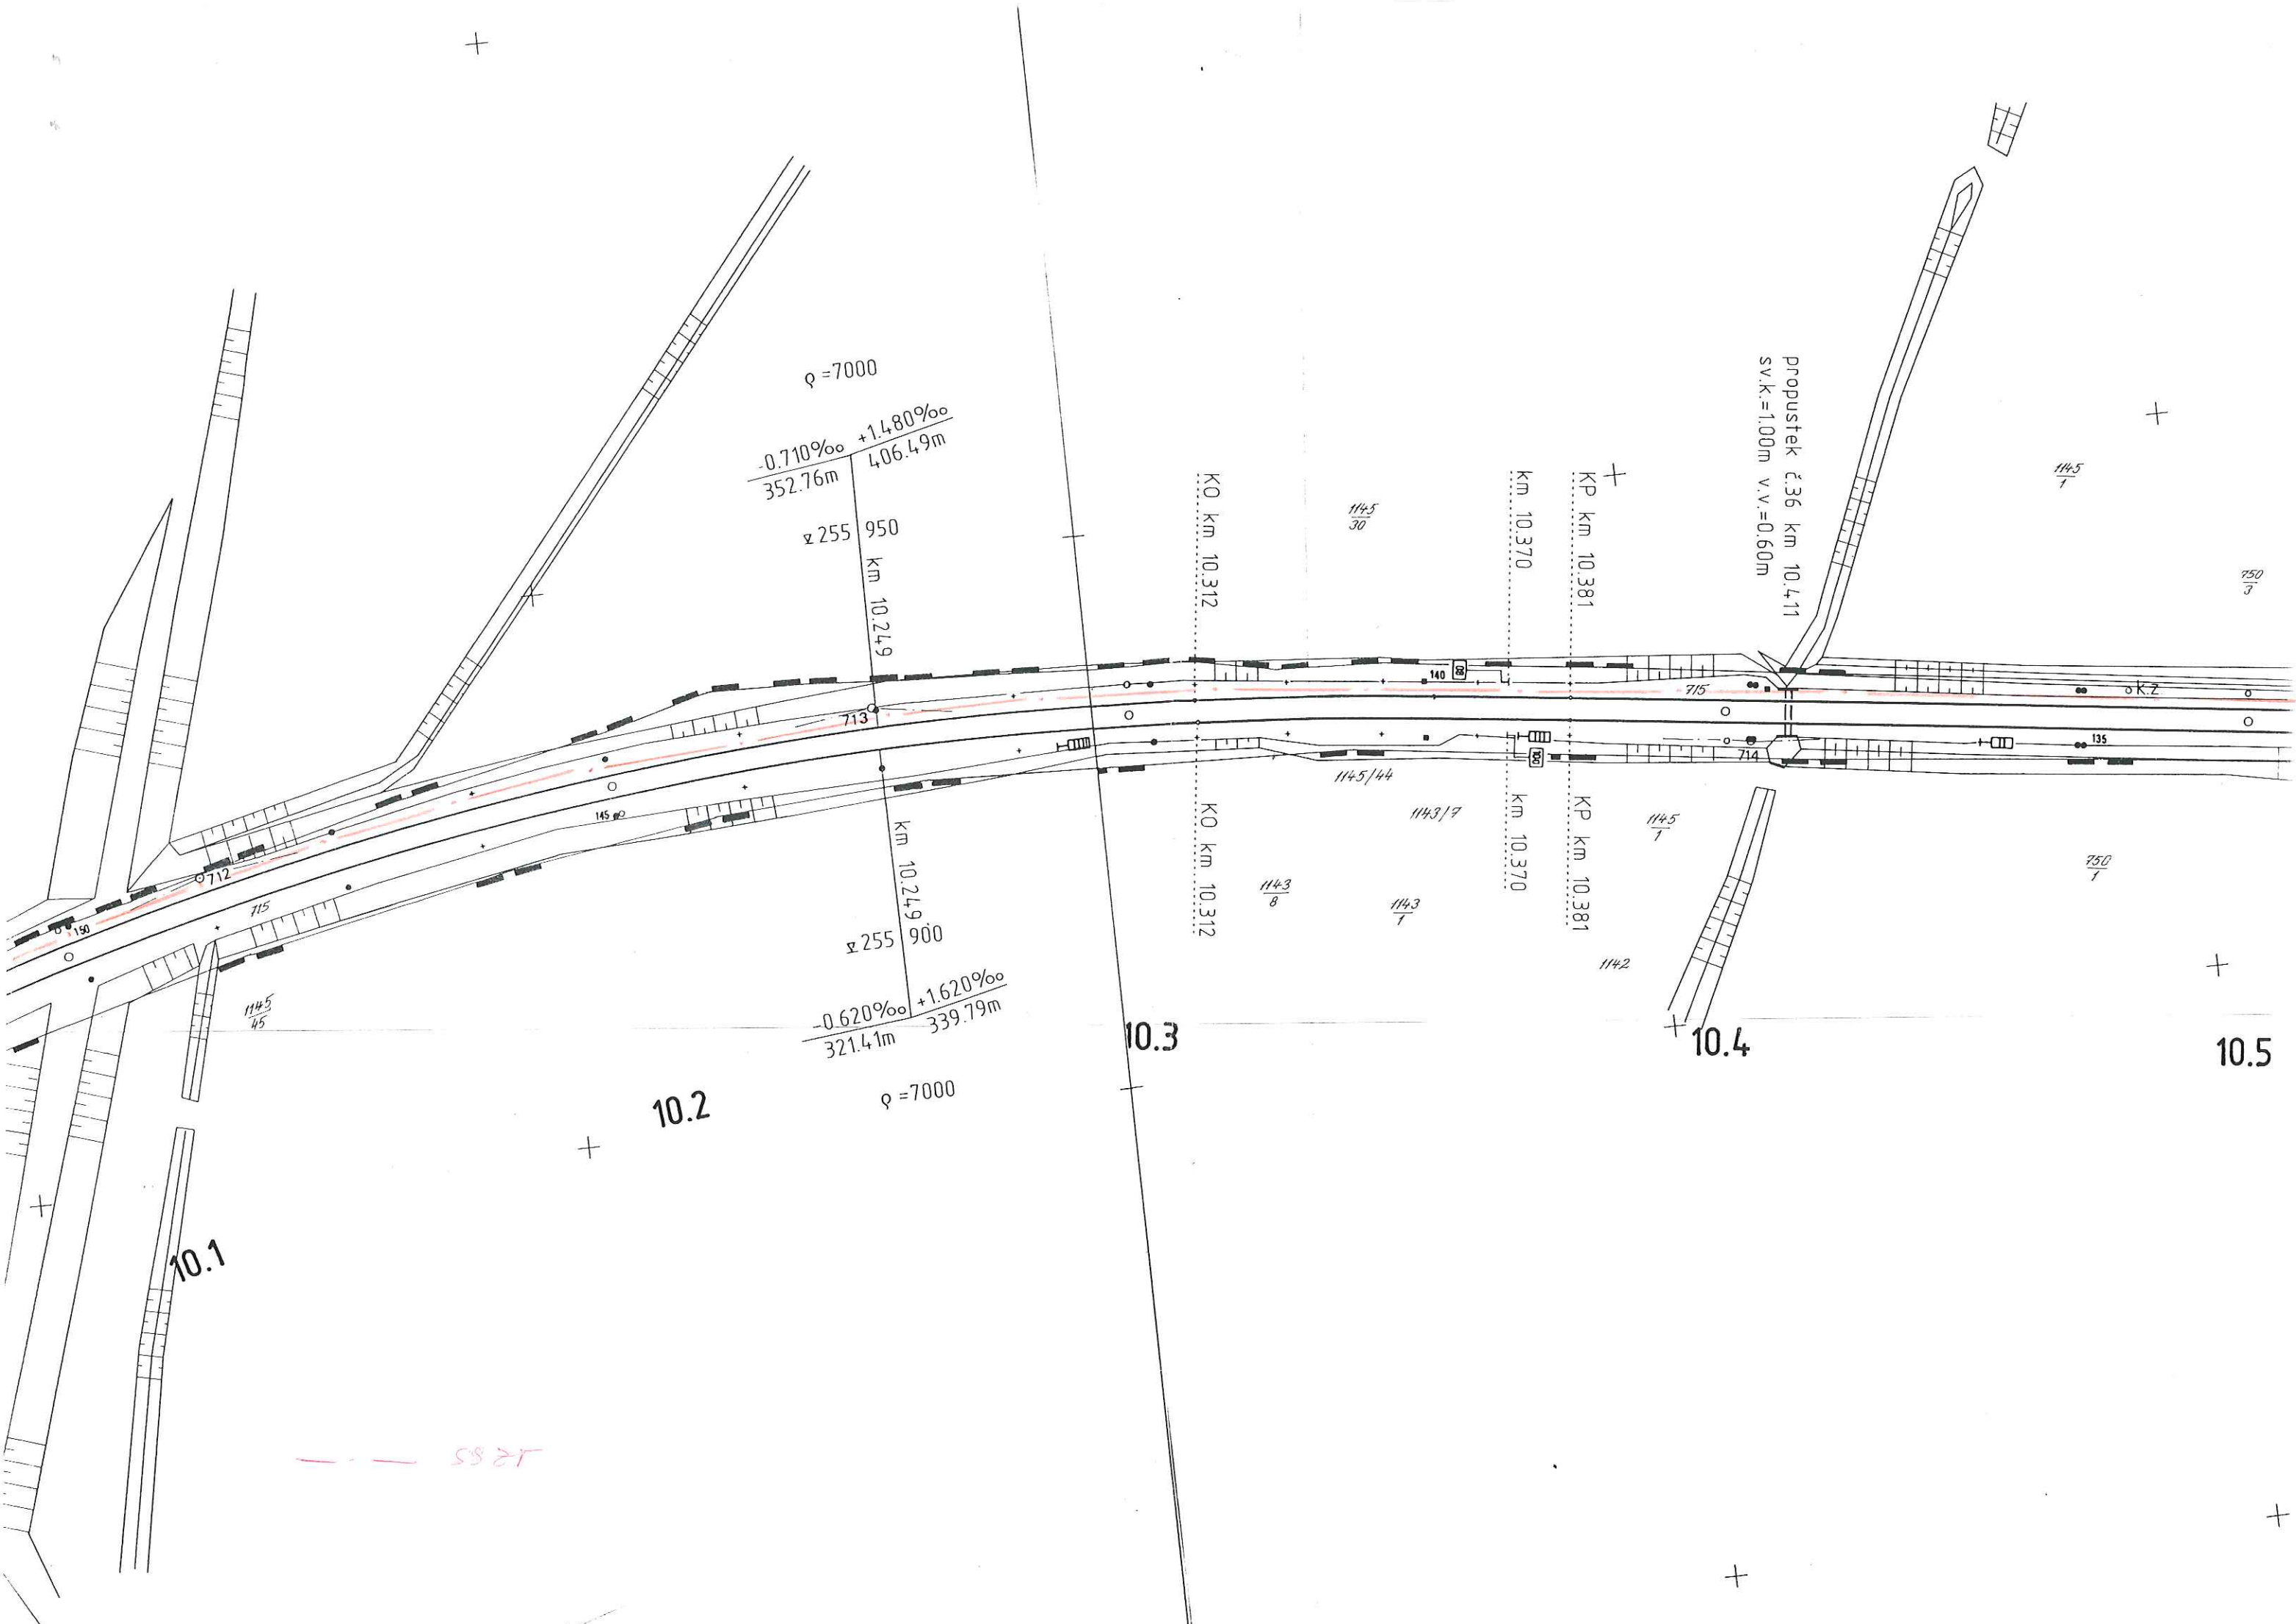 ρ =7000
-0.710‰ +1.480‰
352.76m 406.49m
255 950
km 10.249
KO km 10.312
1145
30
km 10.370
KP km 10.381
propustek č.36 km 10.411
sv.k.=1.00m v.v.=0.60m
1145
1
750
3
140
715
K.Z
713
145
712
715
150
714
135
1145/44
1143/7
1145
1
750
1
km 10.249
KO km 10.312
1143
8
1143
1
km 10.370
KP km 10.381
1142
255 900
-0.620‰ +1.620‰
321.41m 339.79m
ρ =7000
1145
45
10.1
10.2
10.3
10.4
10.5
SSZT